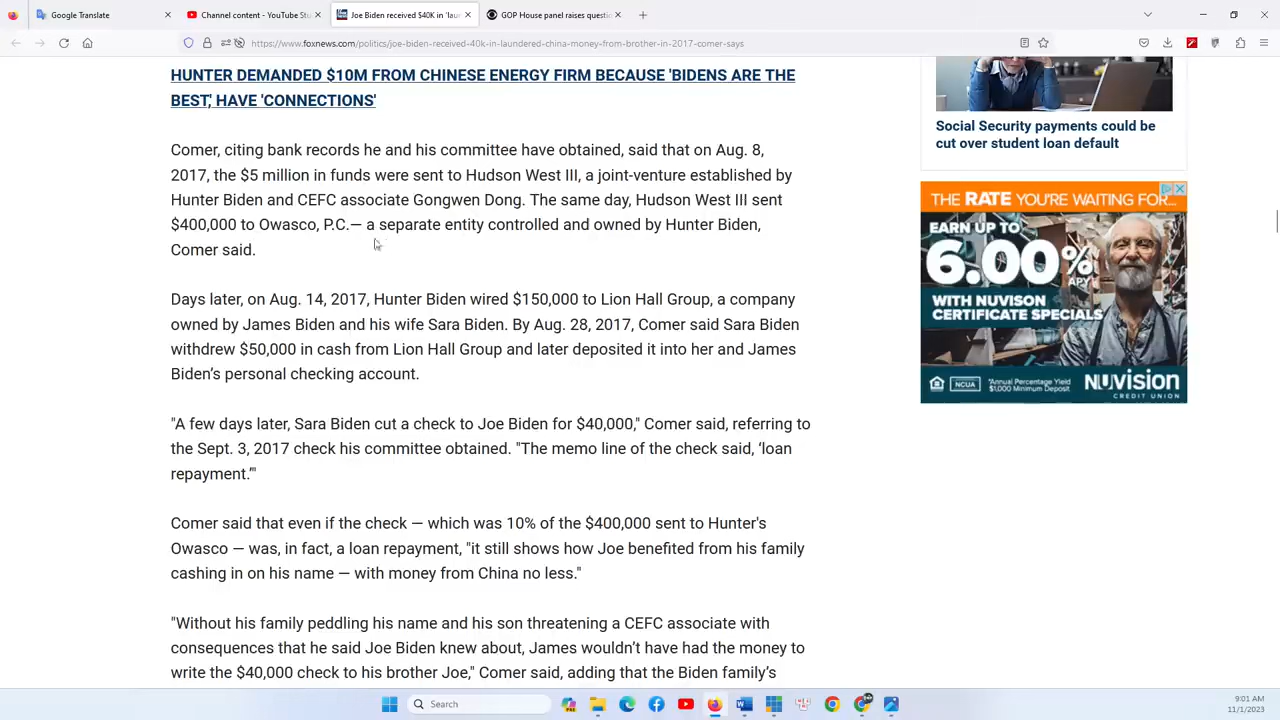 Google Translate
Channel content - YouTube Stu
Joe Biden received $40K in 'laun
GOP House panel raises questio
https://www.foxnews.com/politics/joe-biden-received-40k-in-laundered-china-money-from-brother-in-2017-comer-says
HUNTER DEMANDED $10M FROM CHINESE ENERGY FIRM BECAUSE 'BIDENS ARE THE
BEST,' HAVE 'CONNECTIONS'
Comer, citing bank records he and his committee have obtained, said that on Aug. 8,
2017, the $5 million in funds were sent to Hudson West III, a joint-venture established by
Hunter Biden and CEFC associate Gongwen Dong. The same day, Hudson West III sent
$400,000 to Owasco, P.C.— a separate entity controlled and owned by Hunter Biden,
Comer said.
Days later, on Aug. 14, 2017, Hunter Biden wired $150,000 to Lion Hall Group, a company
owned by James Biden and his wife Sara Biden. By Aug. 28, 2017, Comer said Sara Biden
withdrew $50,000 in cash from Lion Hall Group and later deposited it into her and James
Biden’s personal checking account.
"A few days later, Sara Biden cut a check to Joe Biden for $40,000," Comer said, referring to
the Sept. 3, 2017 check his committee obtained. "The memo line of the check said, ‘loan
repayment.’"
Comer said that even if the check — which was 10% of the $400,000 sent to Hunter's
Owasco — was, in fact, a loan repayment, "it still shows how Joe benefited from his family
cashing in on his name — with money from China no less."
"Without his family peddling his name and his son threatening a CEFC associate with
consequences that he said Joe Biden knew about, James wouldn’t have had the money to
write the $40,000 check to his brother Joe," Comer said, adding that the Biden family’s
Social Security payments could be
cut over student loan default
THE RATE YOU'RE WAITING FOR...
EARN UP TO
6.00% APY
WITH NUVISION
CERTIFICATE SPECIALS
NCUA
*Annual Percentage Yield
$1,000 Minimum Deposit
NUVISION
CREDIT UNION
Search
9:01 AM
11/1/2023